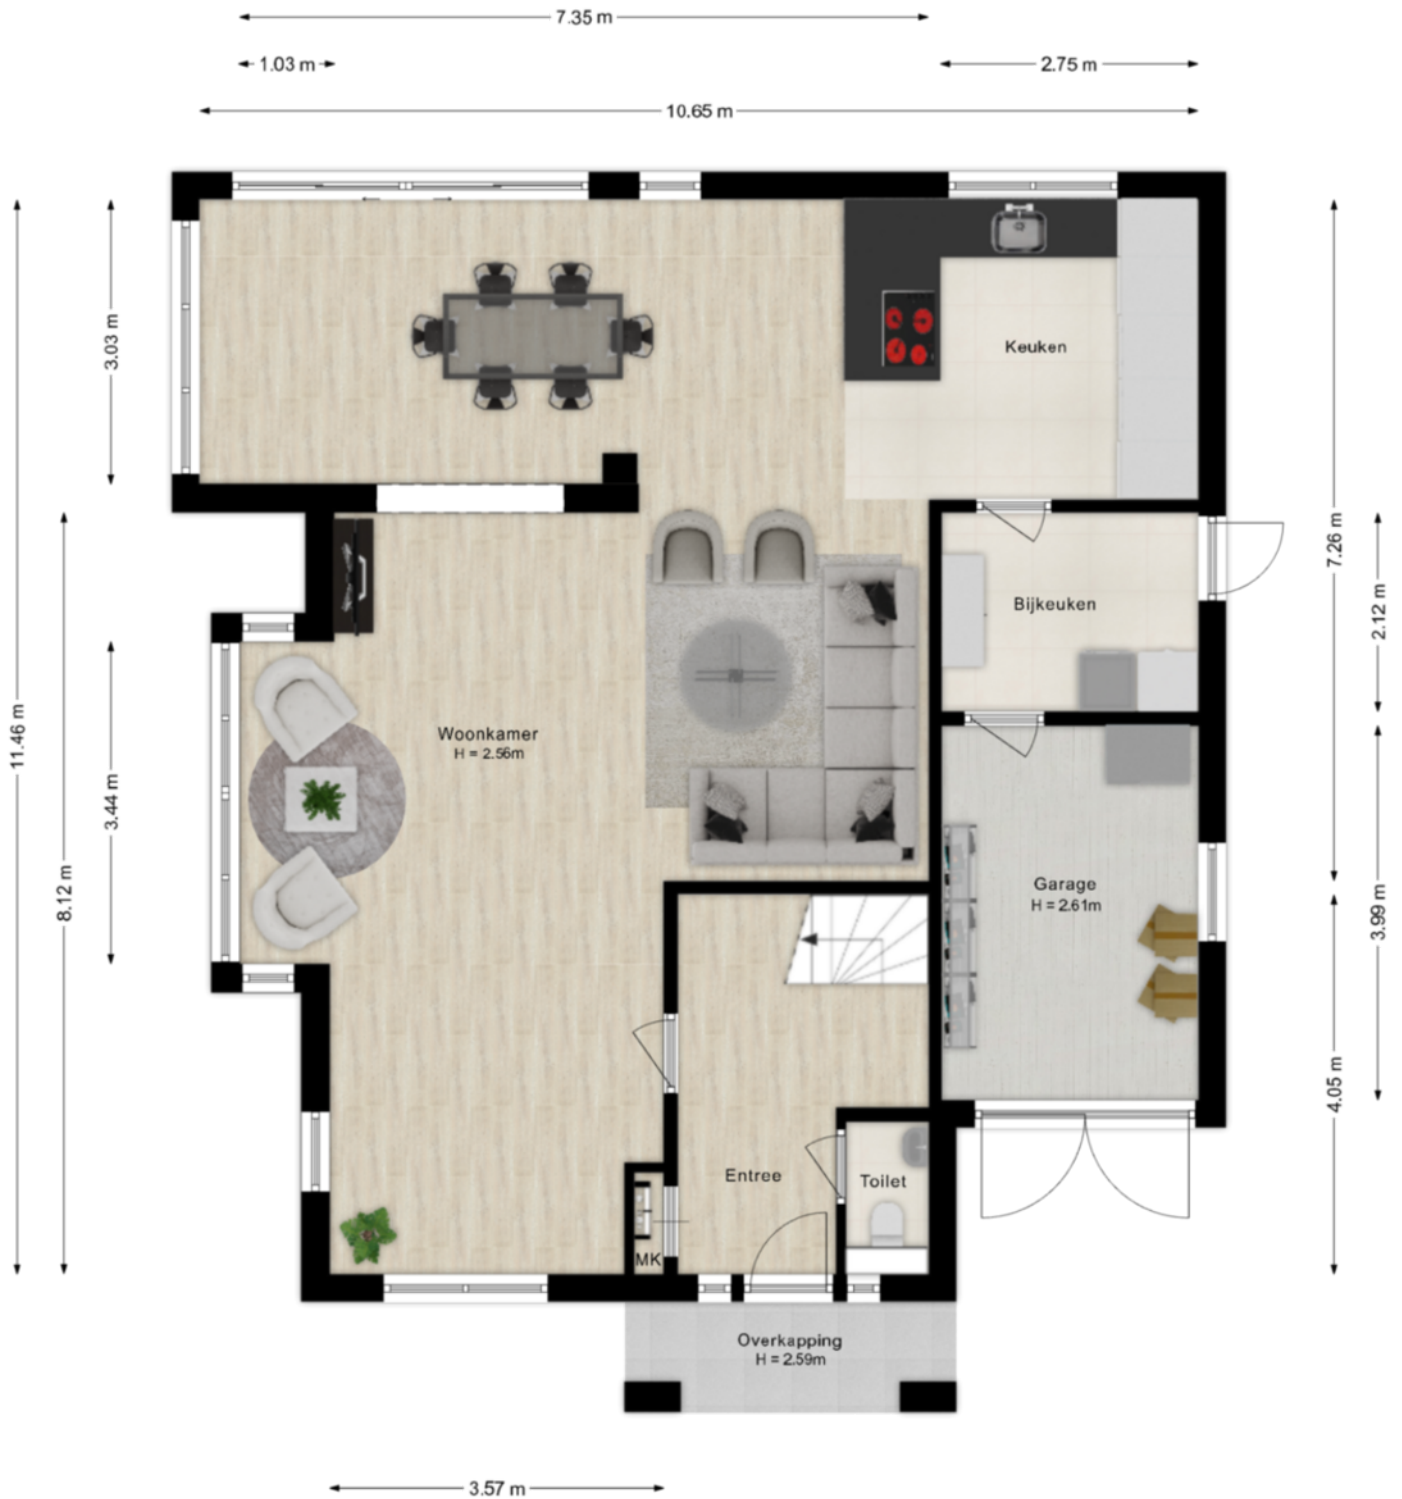 7.35 m
1.03 m
2.75 m
10.65 m
3.03 m
Keuken
7.26 m
Bijkeuken
2.12 m
11.46 m
Woonkamer
H = 2.56m
3.44 m
8.12 m
Garage
H = 2.61m
3.99 m
4.05 m
Entree
Toilet
MK
Overkapping
H = 2.59m
3.57 m